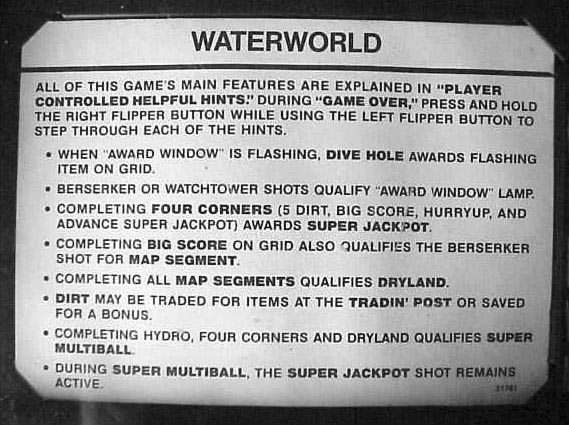 WATERWORLD
ALL OF THIS GAME'S MAIN FEATURES ARE EXPLAINED IN "PLAYER
CONTROLLED HELPFUL HINTS." DURING "GAME OVER," PRESS AND HOLD
THE RIGHT FLIPPER BUTTON WHILE USING THE LEFT FLIPPER BUTTON TO
STEP THROUGH EACH OF THE HINTS.
• WHEN "AWARD WINDOW" IS FLASHING, DIVE HOLE AWARDS FLASHING
ITEM ON GRID.
• BERSERKER OR WATCHTOWER SHOTS QUALIFY "AWARD WINDOW" LAMP.
• COMPLETING FOUR CORNERS (5 DIRT, BIG SCORE, HURRYUP, AND
ADVANCE SUPER JACKPOT) AWARDS SUPER JACKPOT.
• COMPLETING BIG SCORE ON GRID ALSO QUALIFIES THE BERSERKER
SHOT FOR MAP SEGMENT.
• COMPLETING ALL MAP SEGMENTS QUALIFIES DRYLAND.
• DIRT MAY BE TRADED FOR ITEMS AT THE TRADIN' POST OR SAVED
FOR A BONUS.
• COMPLETING HYDRO, FOUR CORNERS AND DRYLAND QUALIFIES SUPER
MULTIBALL.
• DURING SUPER MULTIBALL, THE SUPER JACKPOT SHOT REMAINS
ACTIVE.